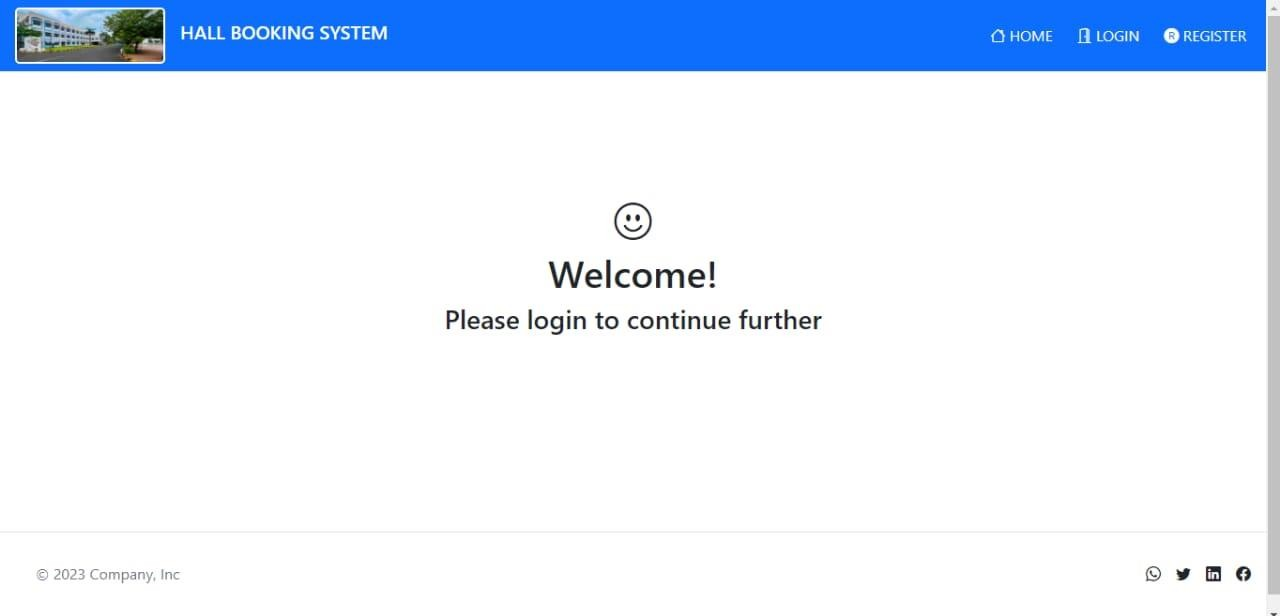 HALL BOOKING SYSTEM
HOME LOGIN R REGISTER
Welcome!
Please login to continue further
© 2023 Company, Inc